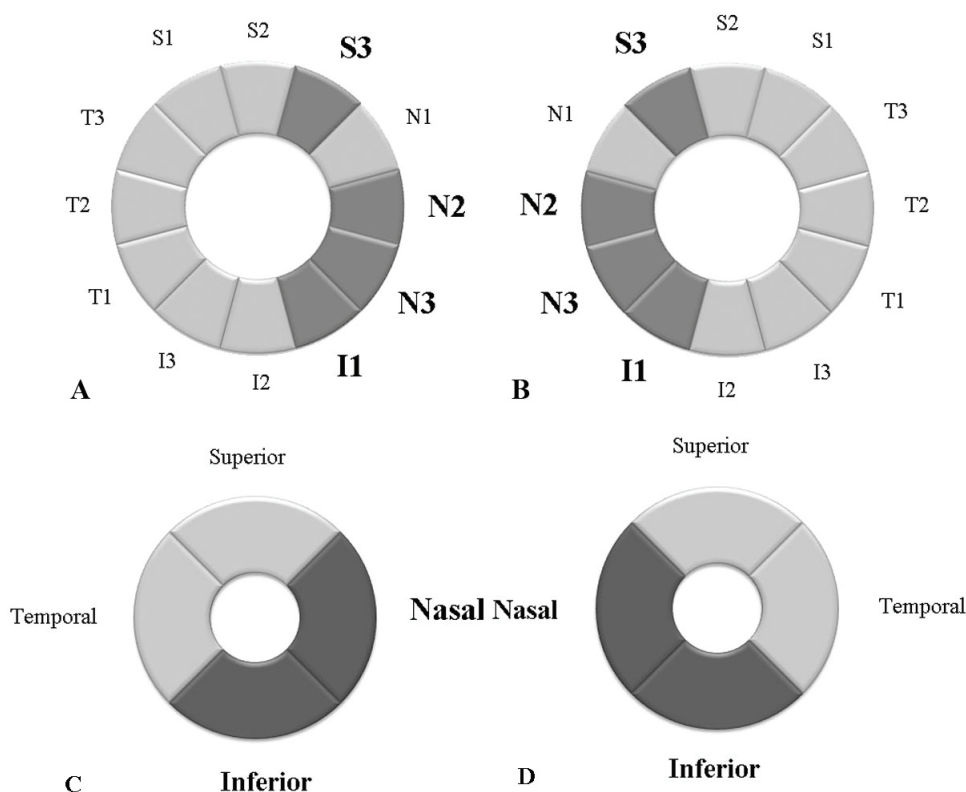 S1 S2 S3
T3 N1
T2 N2
T1 N3
I3 I2 I1
A
S3 S2 S1
N1 T3
N2 T2
N3 T1
I1 I2 I3
B
Superior
Temporal Nasal
Inferior
C
Superior
Nasal Temporal
Inferior
D